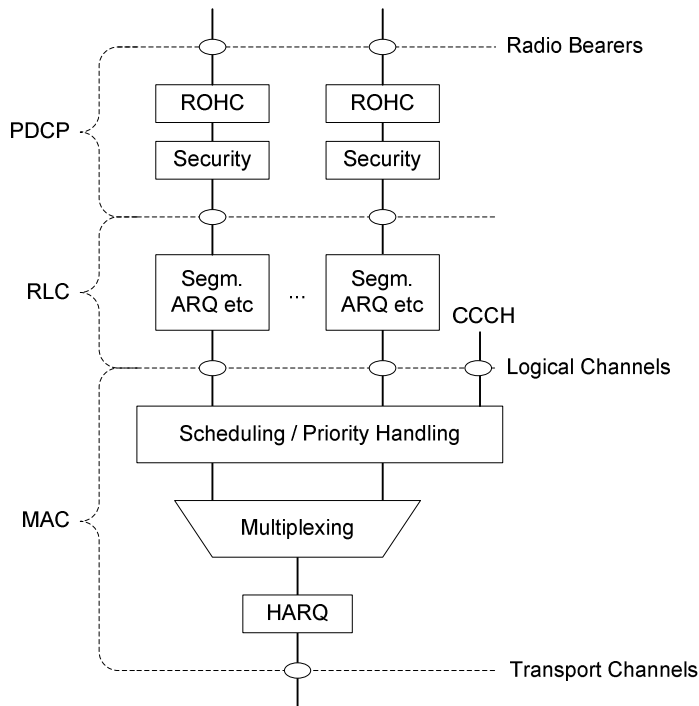 Radio Bearers
ROHC
ROHC
PDCP
Security
Security
Segm.
ARQ etc
...
Segm.
ARQ etc
RLC
CCCH
Logical Channels
Scheduling / Priority Handling
MAC
Multiplexing
HARQ
Transport Channels